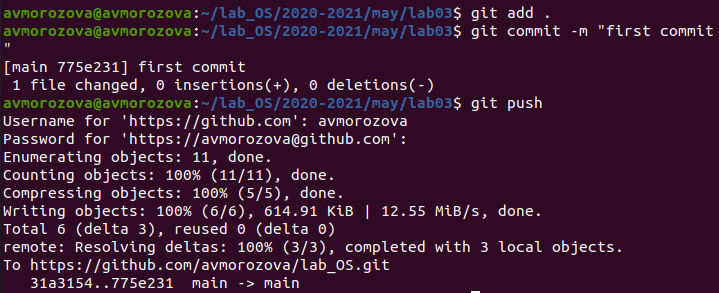 avmorozova@avmorozova:~/lab_OS/2020-2021/may/lab03$ git add .
avmorozova@avmorozova:~/lab_OS/2020-2021/may/lab03$ git commit -m "first commit
"
[main 775e231] first commit
 1 file changed, 0 insertions(+), 0 deletions(-)
avmorozova@avmorozova:~/lab_OS/2020-2021/may/lab03$ git push
Username for 'https://github.com': avmorozova
Password for 'https://avmorozova@github.com':
Enumerating objects: 11, done.
Counting objects: 100% (11/11), done.
Compressing objects: 100% (5/5), done.
Writing objects: 100% (6/6), 614.91 KiB | 12.55 MiB/s, done.
Total 6 (delta 3), reused 0 (delta 0)
remote: Resolving deltas: 100% (3/3), completed with 3 local objects.
To https://github.com/avmorozova/lab_OS.git
   31a3154..775e231  main -> main